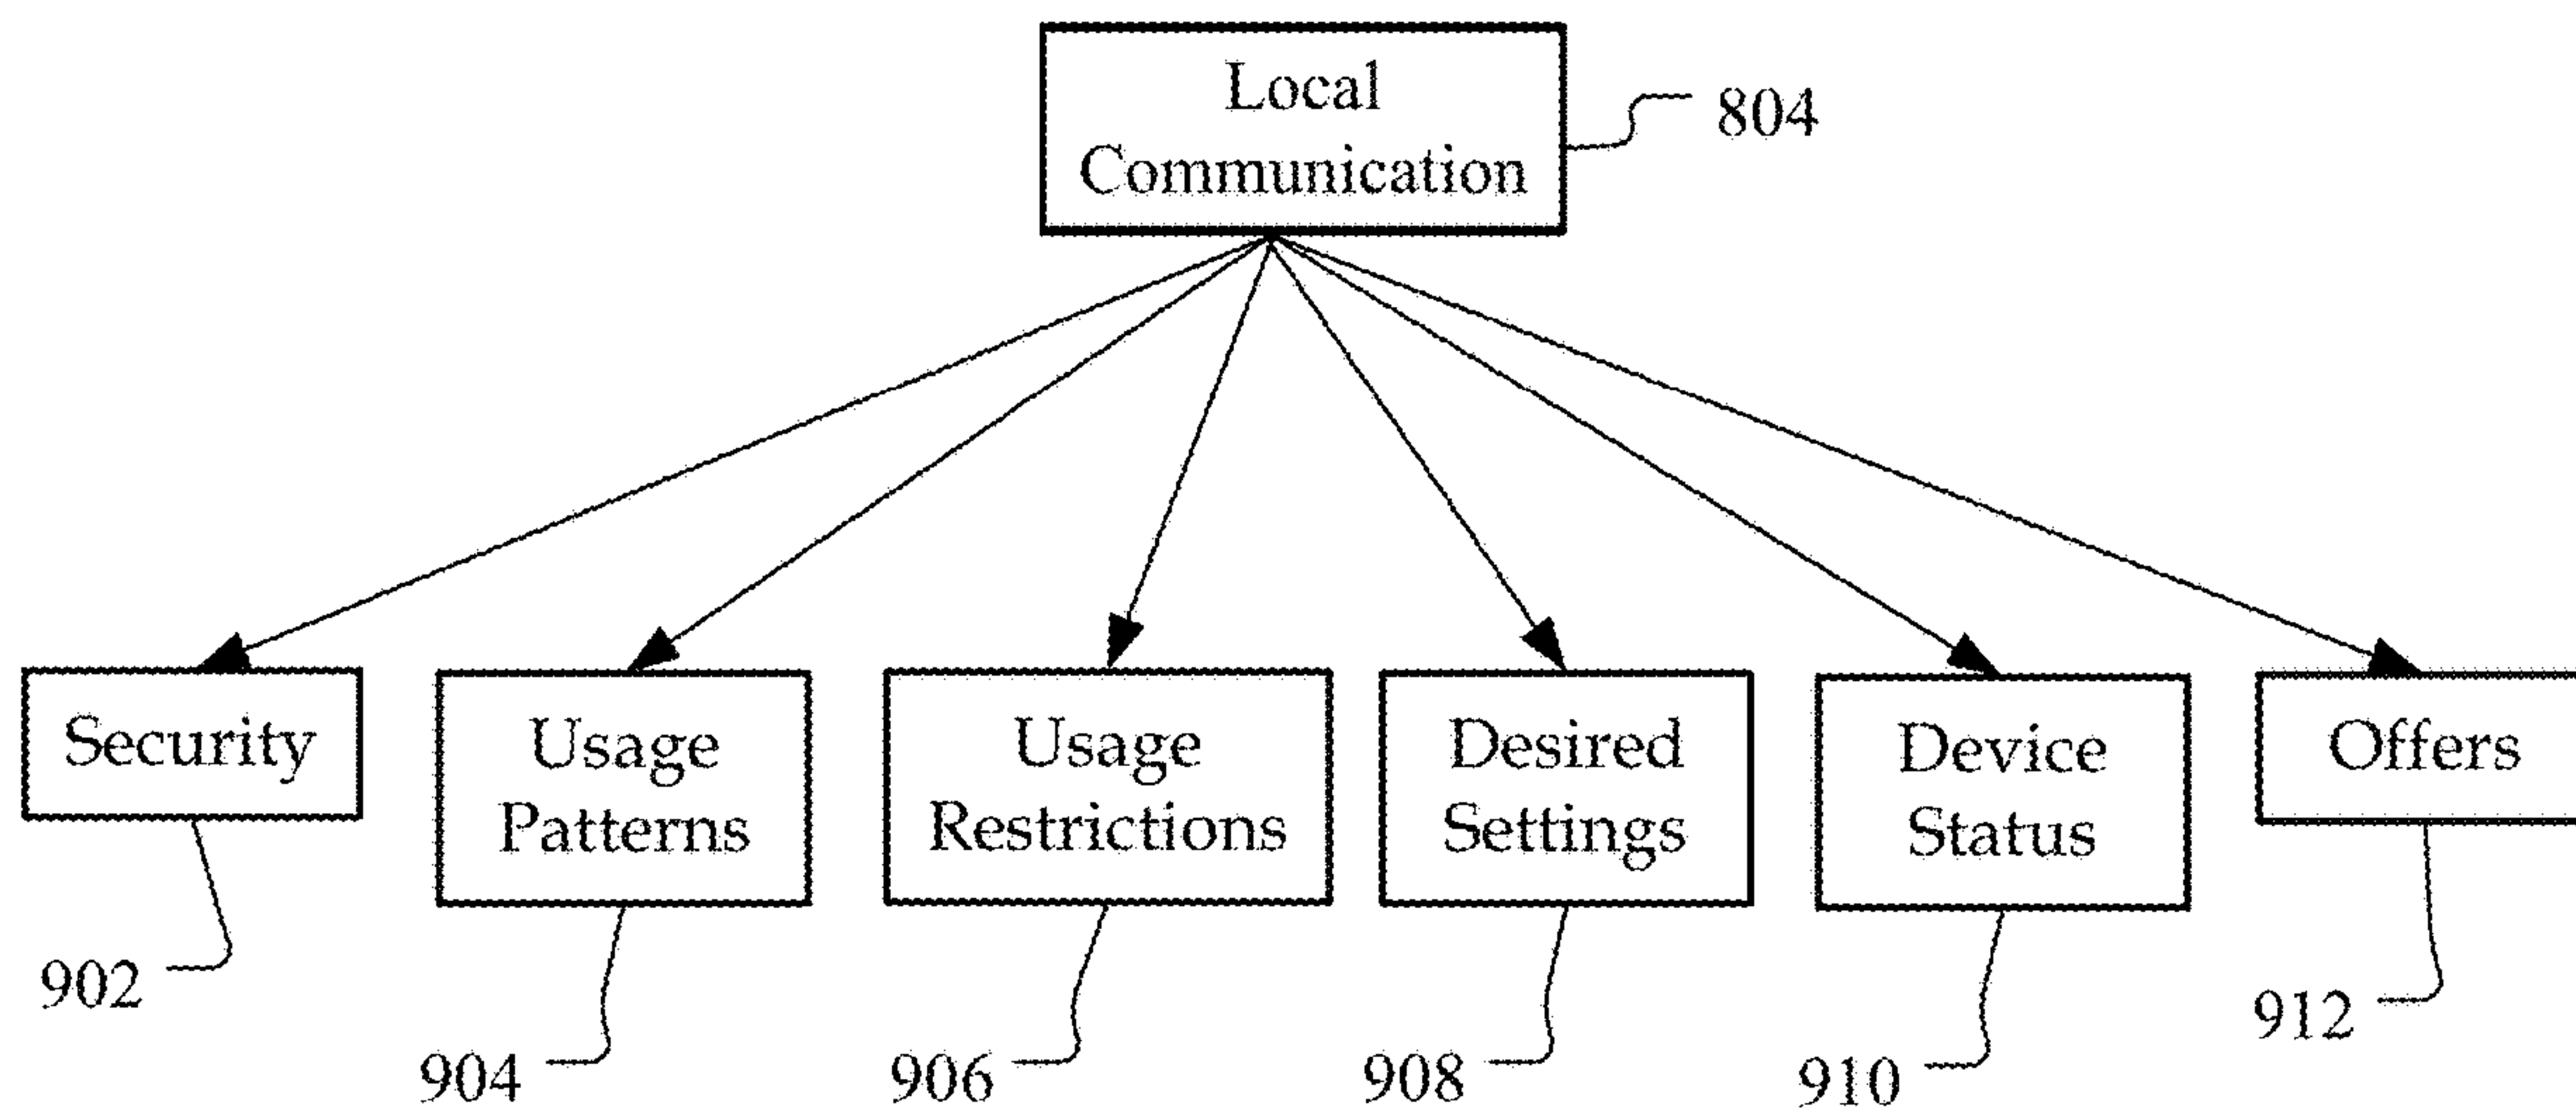 Local
Communication
804
Security
Usage
Patterns
Usage
Restrictions
Desired
Settings
Device
Status
Offers
902
904
906
908
910
912